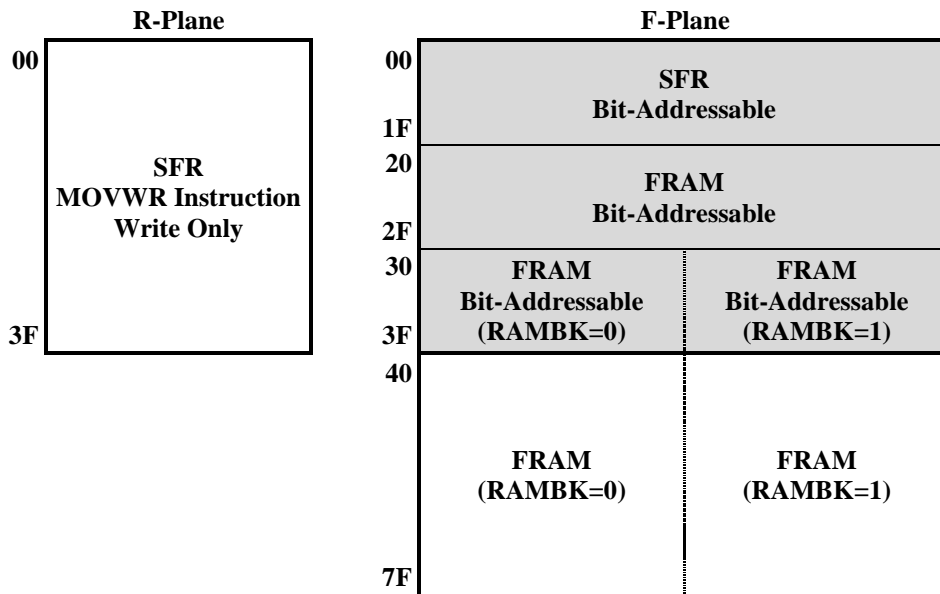 R-Plane
00
SFR
MOVWR Instruction
Write Only
3F
F-Plane
00
SFR
Bit-Addressable
1F
20
FRAM
Bit-Addressable
2F
30
FRAM
Bit-Addressable
(RAMBK=0)
FRAM
Bit-Addressable
(RAMBK=1)
3F
40
FRAM
(RAMBK=0)
FRAM
(RAMBK=1)
7F